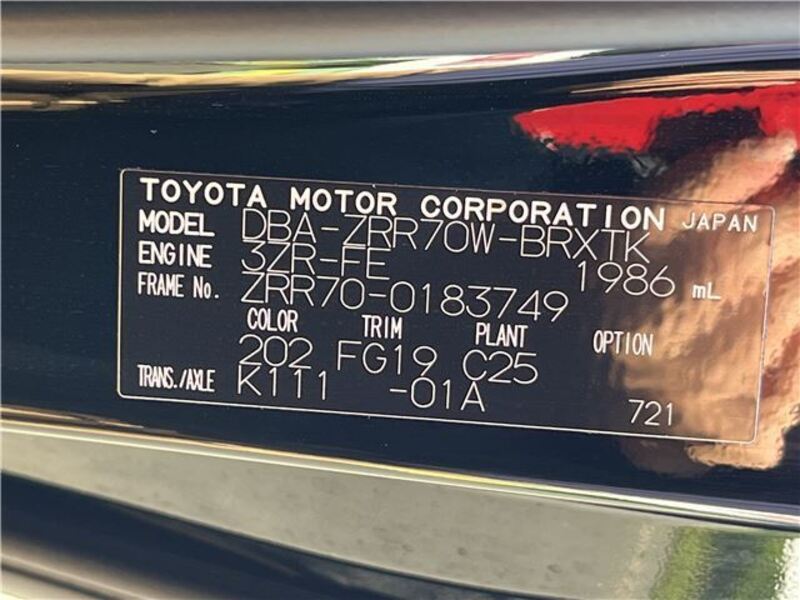 TOYOTA MOTOR CORPORATION JAPAN
MODEL DBA-ZRR70W-BRXTK
ENGINE 3ZR-FE 1986 mL
FRAME No. ZRR70-0183749
COLOR TRIM PLANT OPTION
202 FG19 C25
TRANS./AXLE K111 -01A 721